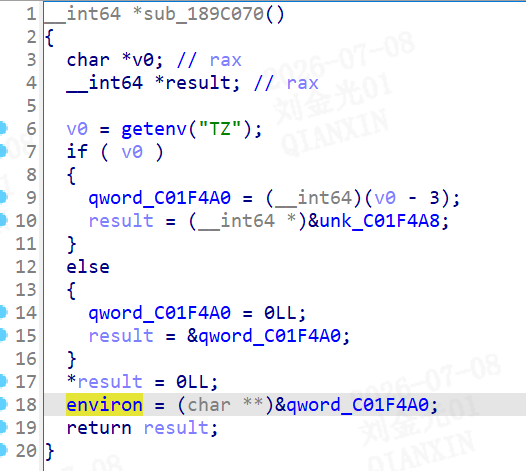 1 __int64 *sub_189C070()
2 {
3 char *v0; // rax
4 __int64 *result; // rax
5
6 v0 = getenv("TZ");
7 if ( v0 )
8 {
9 qword_C01F4A0 = (__int64)(v0 - 3);
10 result = (__int64 *)&unk_C01F4A8;
11 }
12 else
13 {
14 qword_C01F4A0 = 0LL;
15 result = &qword_C01F4A0;
16 }
17 *result = 0LL;
18 environ = (char **)&qword_C01F4A0;
19 return result;
20 }
2026-07-08
刘金光01
QIANXIN